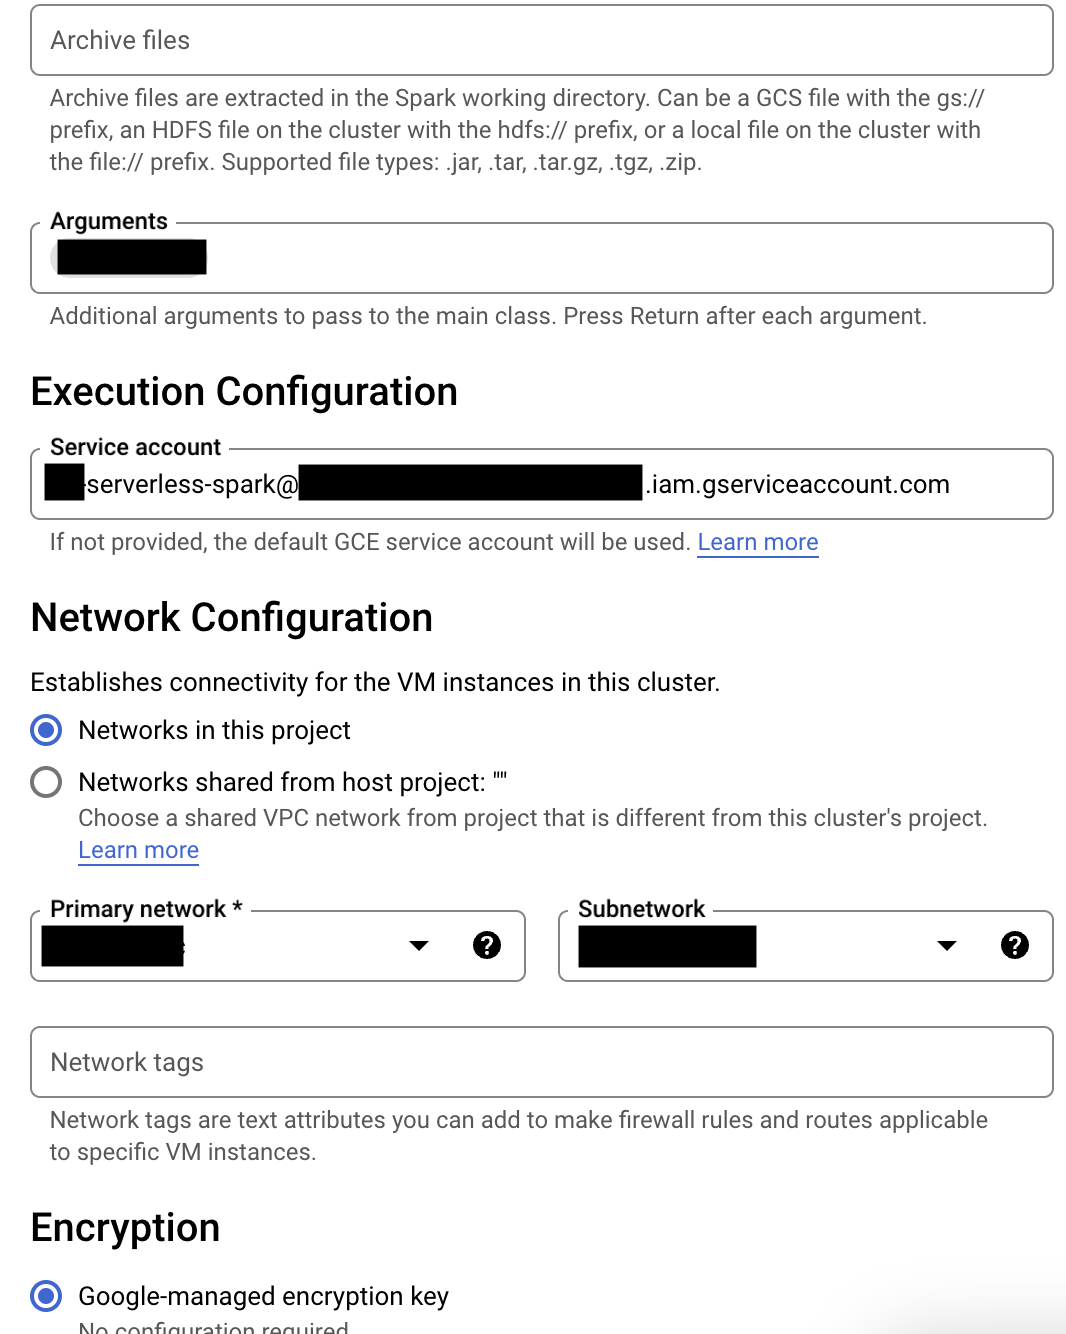 Archive files
Archive files are extracted in the Spark working directory. Can be a GCS file with the gs://
prefix, an HDFS file on the cluster with the hdfs:// prefix, or a local file on the cluster with
the file:// prefix. Supported file types: .jar, .tar, .tar.gz, .tgz, .zip.
Arguments
Additional arguments to pass to the main class. Press Return after each argument.
Execution Configuration
Service account
-serverless-spark@ .iam.gserviceaccount.com
If not provided, the default GCE service account will be used. Learn more
Network Configuration
Establishes connectivity for the VM instances in this cluster.
Networks in this project
Networks shared from host project: ""
Choose a shared VPC network from project that is different from this cluster's project.
Learn more
Primary network * Subnetwork
Network tags
Network tags are text attributes you can add to make firewall rules and routes applicable
to specific VM instances.
Encryption
Google-managed encryption key
No configuration required